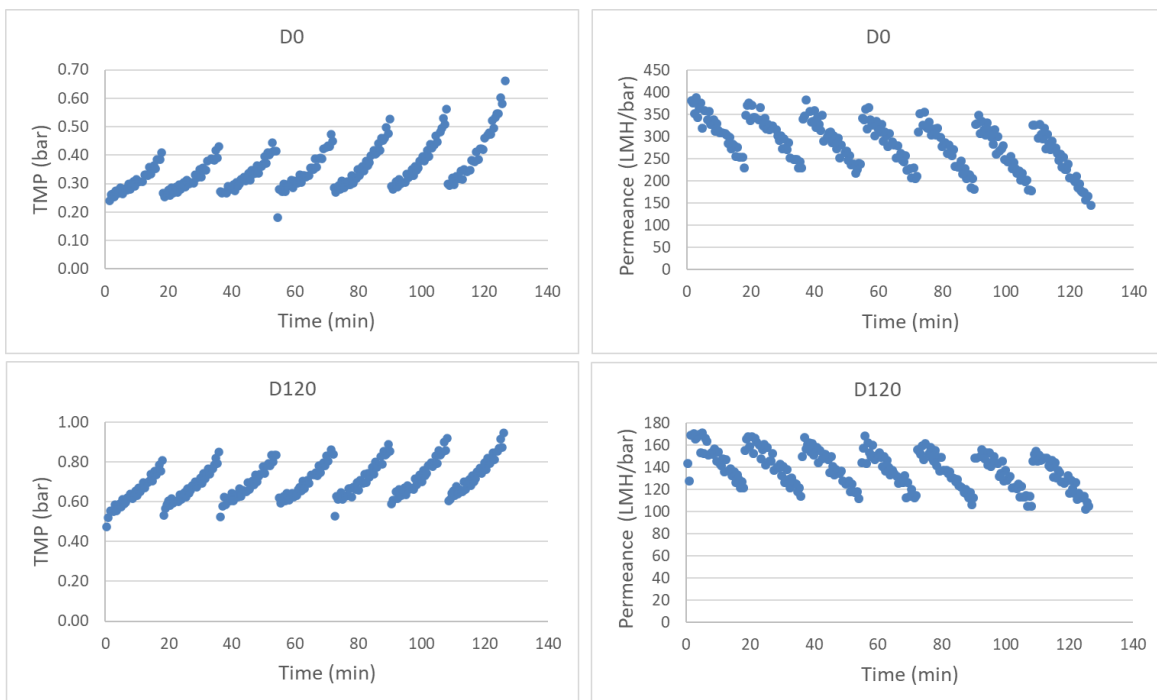 D0
TMP (bar)
0.70
0.60
0.50
0.40
0.30
0.20
0.10
0.00
0 20 40 60 80 100 120 140
Time (min)
D0
Permeance (LMH/bar)
450
400
350
300
250
200
150
100
50
0
0 20 40 60 80 100 120 140
Time (min)
D120
TMP (bar)
1.00
0.80
0.60
0.40
0.20
0.00
0 20 40 60 80 100 120 140
Time (min)
D120
Permeance (LMH/bar)
180
160
140
120
100
80
60
40
20
0
0 20 40 60 80 100 120 140
Time (min)